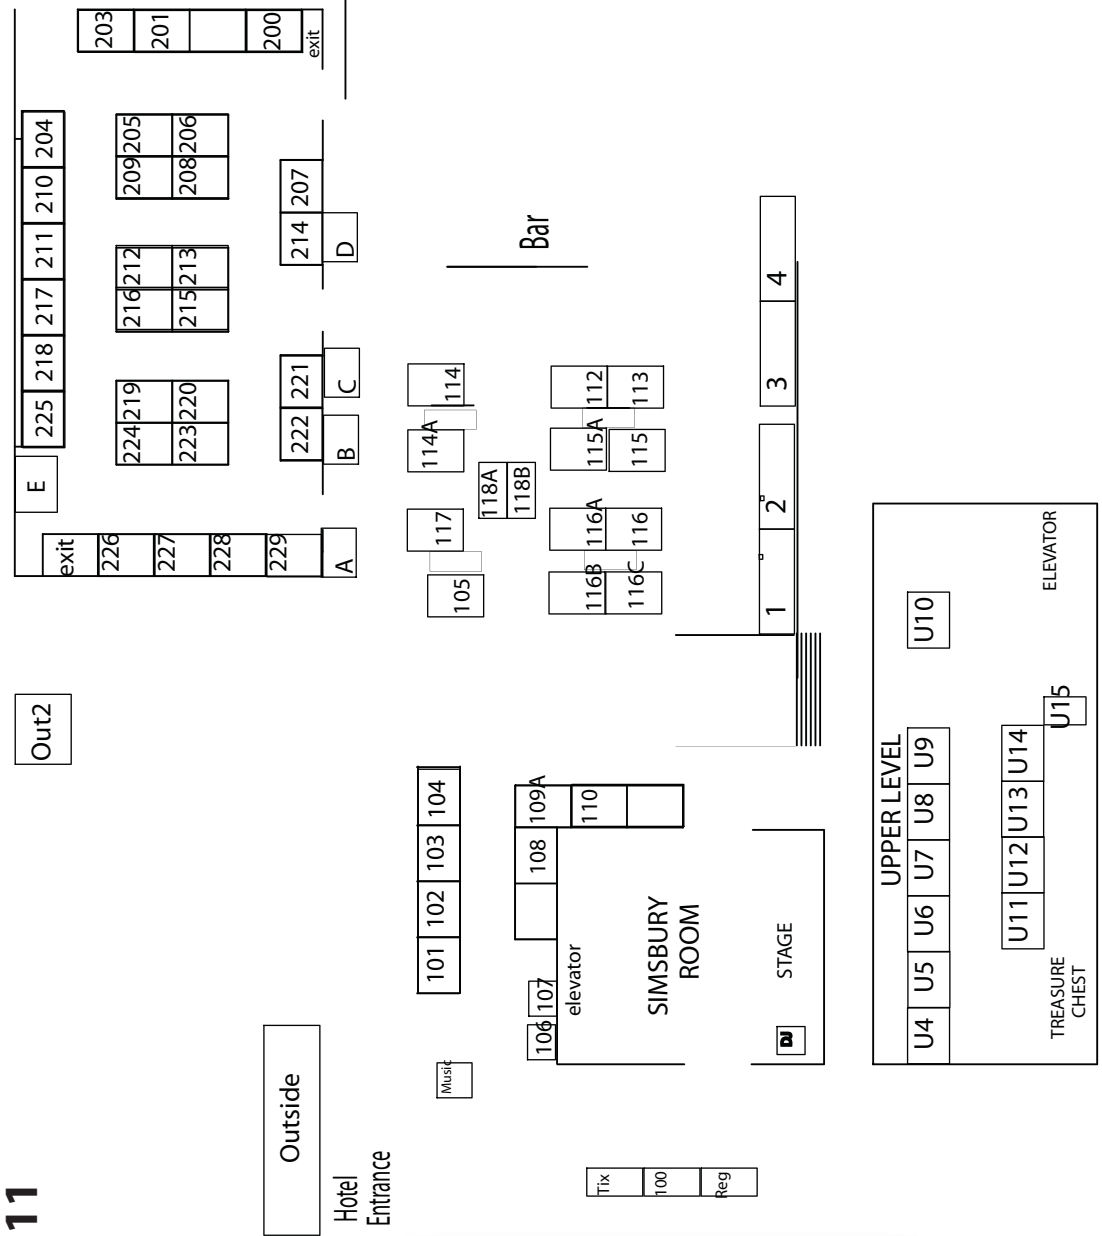 11
Outside
Hotel
Entrance
Out2
exit
226
227
228
229
A
E
225
218
217
211
210
204
224
219
223
220
216
212
215
213
209
205
208
206
222
221
B
C
214
207
D
203
201
200
exit
Music
101
102
103
104
105
117
114A
114
118A
118B
106
107
108
109A
110
116B
116C
116A
116
115A
115
112
113
Bar
elevator
SIMSBURY
ROOM
STAGE
DJ
Tix
100
Reg
1
2
3
4
UPPER LEVEL
U4
U5
U6
U7
U8
U9
U10
U11
U12
U13
U14
U15
TREASURE
CHEST
ELEVATOR